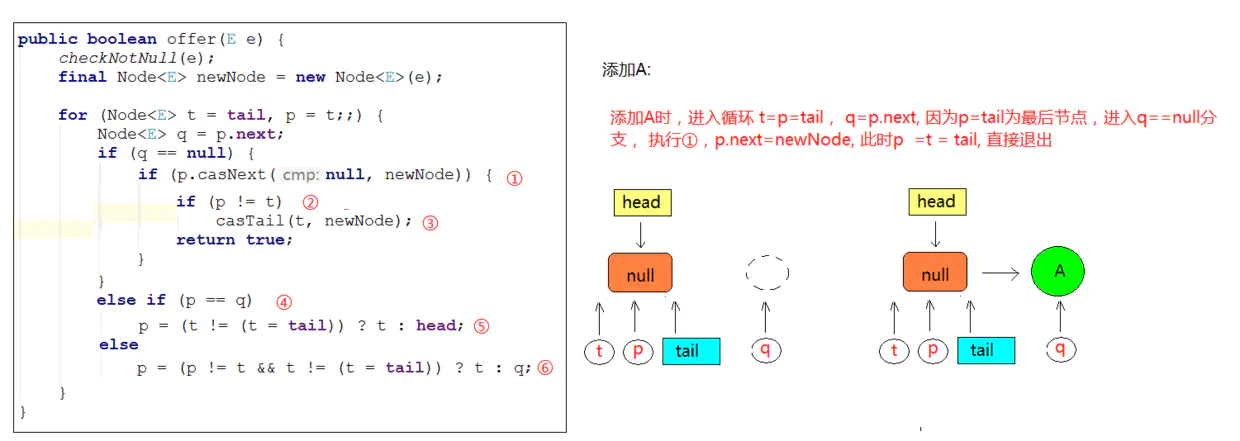 public boolean offer(E e) {
checkNotNull(e);
final Node<E> newNode = new Node<E>(e);
for (Node<E> t = tail, p = t;;) {
Node<E> q = p.next;
if (q == null) {
if (p.casNext( cmp: null, newNode)) { ①
if (p != t) ②
casTail(t, newNode); ③
return true;
}
}
else if (p == q) ④
p = (t != (t = tail)) ? t : head; ⑤
else
p = (p != t && t != (t = tail)) ? t : q; ⑥
}
}
添加A:
添加A时，进入循环 t=p=tail ，q=p.next, 因为p=tail为最后节点，进入q==null分
支， 执行①，p.next=newNode, 此时p =t = tail, 直接退出
head
null
t
p
tail
q
head
null
A
t
p
tail
q